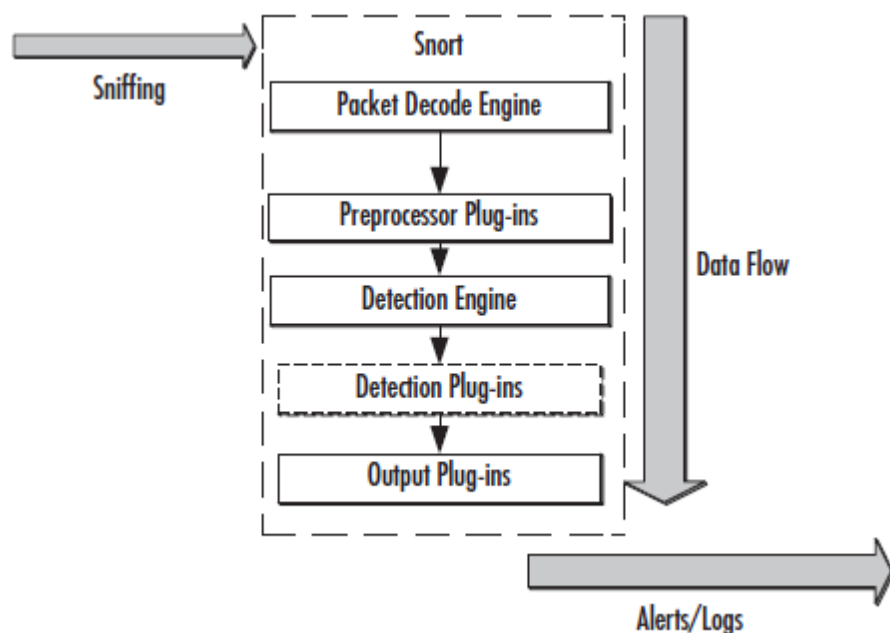 Snort
Sniffing
Packet Decode Engine
Preprocessor Plug-ins
Data Flow
Detection Engine
Detection Plug-ins
Output Plug-ins
Alerts/Logs